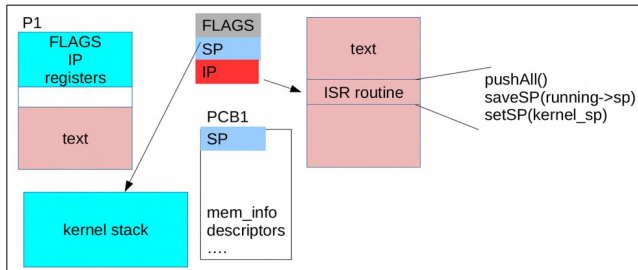 P1
FLAGS
IP
registers
text
kernel stack
FLAGS
SP
IP
PCB1
SP
mem_info
descriptors
....
text
ISR routine
pushAll()
saveSP(running->sp)
setSP(kernel_sp)